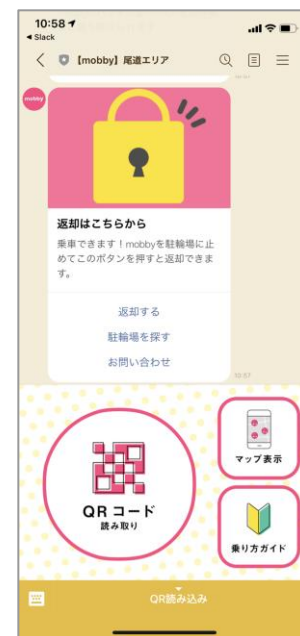 10:58
◀ Slack
【mobby】尾道エリア
mobby
返却はこちらから
乗車できます！mobbyを駐輪場に止
めてこのボタンを押すと返却できま
す。
返却する
駐輪場を探す
お問い合わせ
10:57
QRコード
読み取り
マップ表示
乗り方ガイド
QR読み込み